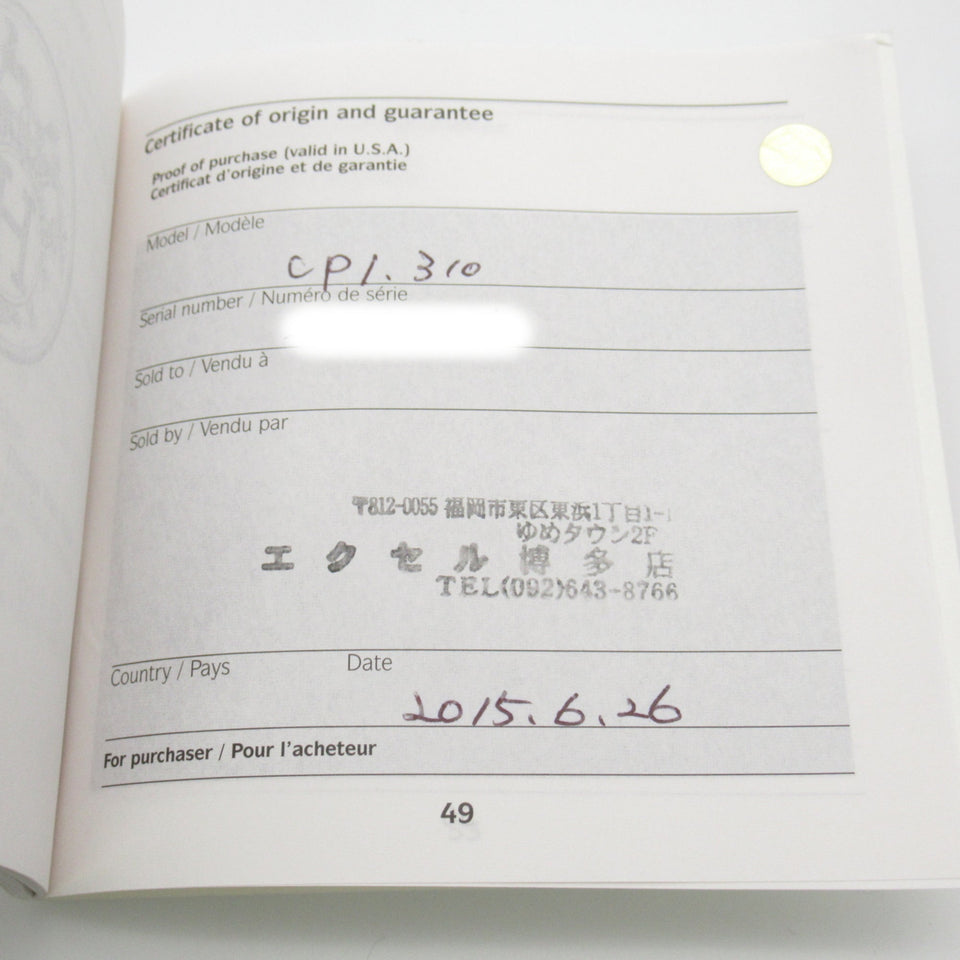 Certificate of origin and guarantee
Proof of purchase (valid in U.S.A.)
Certificat d'origine et de garantie
Model / Modèle
CP1.310
Serial number / Numéro de série
Sold to / Vendu à
Sold by / Vendu par
〒812-0055 福岡市東区東浜1丁目1-1
ゆめタウン2F
エクセル博多店
TEL(092)643-8766
Country / Pays Date
2015.6.26
For purchaser / Pour l'acheteur
49